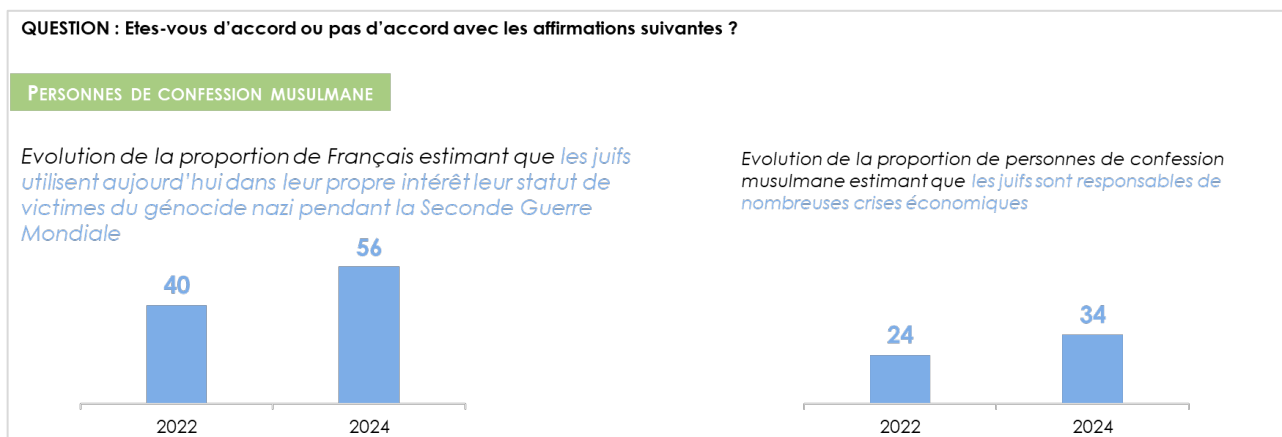 QUESTION : Etes-vous d'accord ou pas d'accord avec les affirmations suivantes ?
PERSONNES DE CONFESSION MUSULMANE
Evolution de la proportion de Français estimant que les juifs
utilisent aujourd'hui dans leur propre intérêt leur statut de
victimes du génocide nazi pendant la Seconde Guerre
Mondiale
40
56
2022
2024
Evolution de la proportion de personnes de confession
musulmane estimant que les juifs sont responsables de
nombreuses crises économiques
24
34
2022
2024